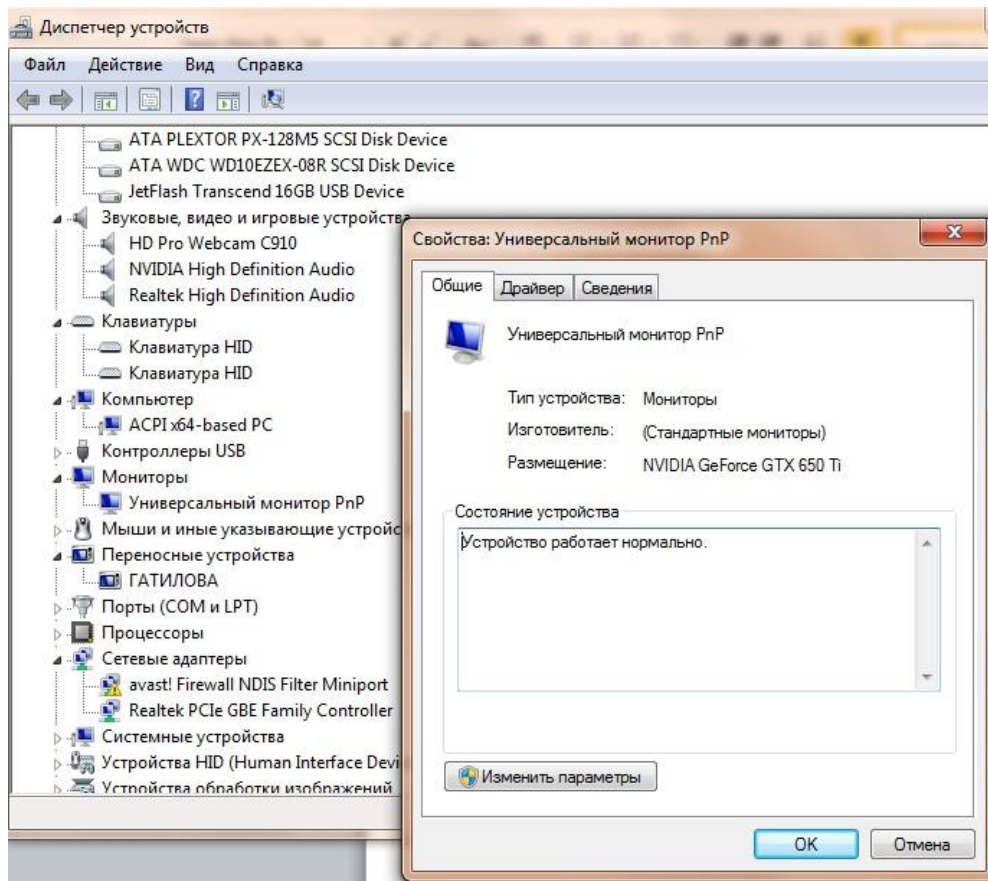 Диспетчер устройств
Файл Действие Вид Справка
ATA PLEXTOR PX-128M5 SCSI Disk Device
ATA WDC WD10EZEX-08R SCSI Disk Device
JetFlash Transcend 16GB USB Device
Звуковые, видео и игровые устройства
HD Pro Webcam C910
NVIDIA High Definition Audio
Realtek High Definition Audio
Клавиатуры
Клавиатура HID
Клавиатура HID
Компьютер
ACPI x64-based PC
Контроллеры USB
Мониторы
Универсальный монитор PnP
Мыши и иные указывающие устройс
Переносные устройства
ГАТИЛОВА
Порты (COM и LPT)
Процессоры
Сетевые адаптеры
avast! Firewall NDIS Filter Miniport
Realtek PCIe GBE Family Controller
Системные устройства
Устройства HID (Human Interface Devi
Устройства обработки изображений
Свойства: Универсальный монитор PnP
Общие Драйвер Сведения
Универсальный монитор PnP
Тип устройства: Мониторы
Изготовитель: (Стандартные мониторы)
Размещение: NVIDIA GeForce GTX 650 Ti
Состояние устройства
Устройство работает нормально.
Изменить параметры
OK Отмена